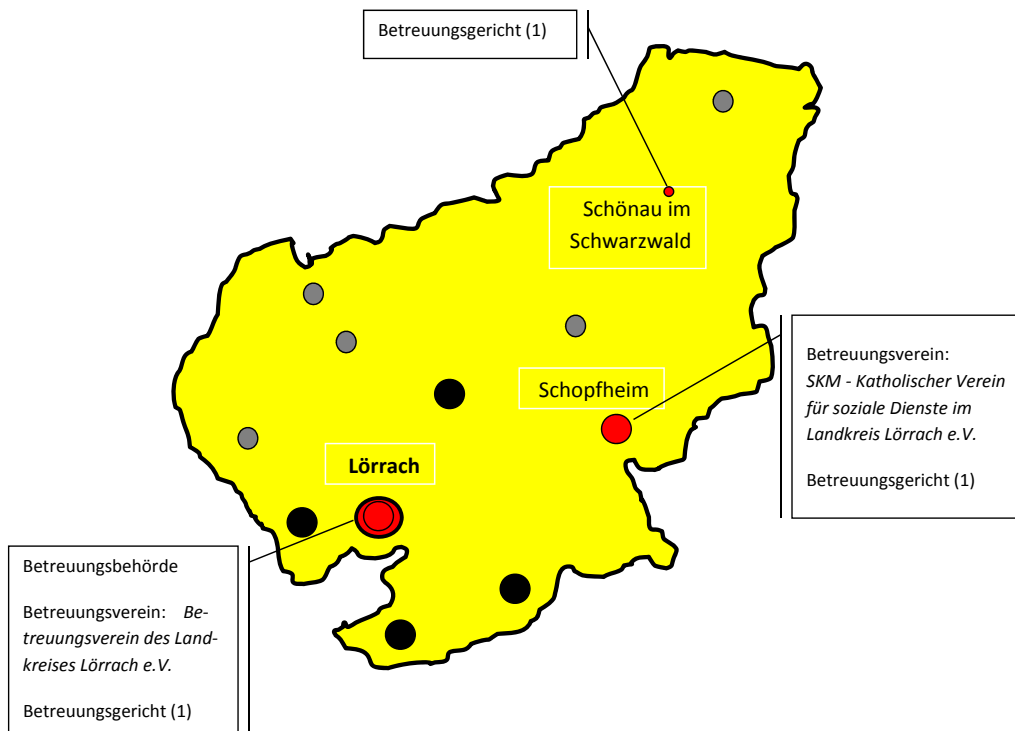 Betreuungsgericht (1)
Schönau im
Schwarzwald
Betreuungsverein:
SKM - Katholischer Verein
für soziale Dienste im
Landkreis Lörrach e.V.
Betreuungsgericht (1)
Schopfheim
Lörrach
Betreuungsbehörde
Betreuungsverein: Be-
treuungsverein des Land-
kreises Lörrach e.V.
Betreuungsgericht (1)